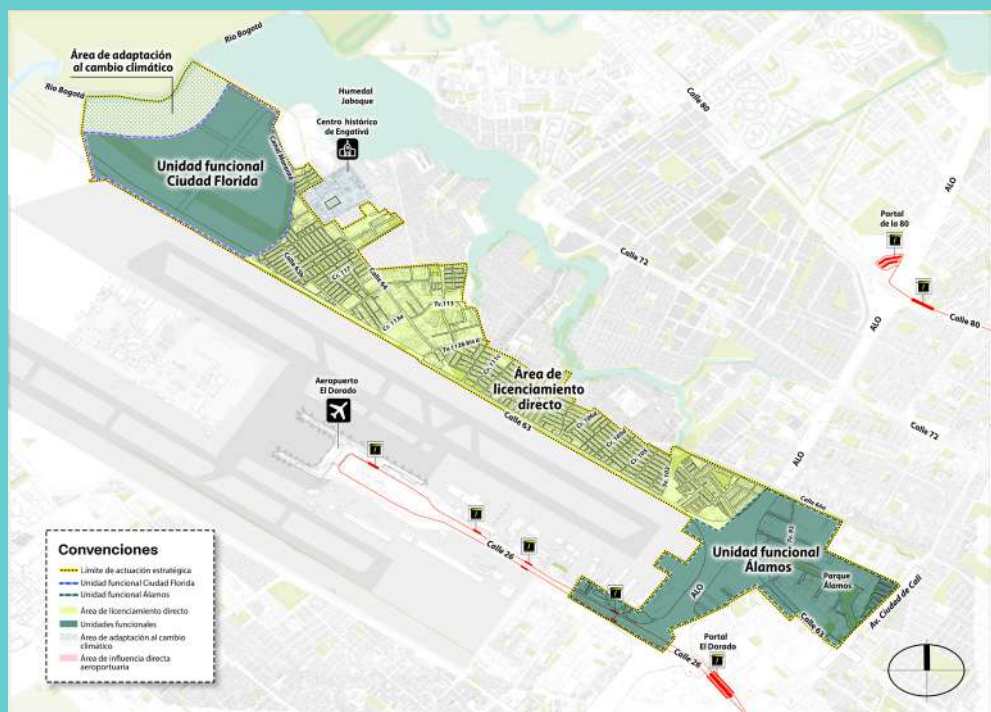 Río Bogotá
Área de adaptación
al cambio climático
Río Bogotá
Humedal
Jaboque
Centro histórico
de Engativá
Calle 80
Unidad funcional
Ciudad Florida
ALO
Portal
de la 80
Calle 72
Calle 80
ALO
Calle 64
Tv.113
Área de
licenciamiento
directo
Aeropuerto
El Dorado
Calle 63
Calle 72
ALO
Calle 26
Unidad funcional
Álamos
ALO
Parque
Álamos
Av. Ciudad de Cali
Calle 63
Portal
El Dorado
Calle 26
Convenciones
Límite de actuación estratégica
Unidad funcional Ciudad Florida
Unidad funcional Álamos
Área de licenciamiento directo
Unidades funcionales
Área de adaptación al cambio
climático
Área de influencia directa
aeroportuaria